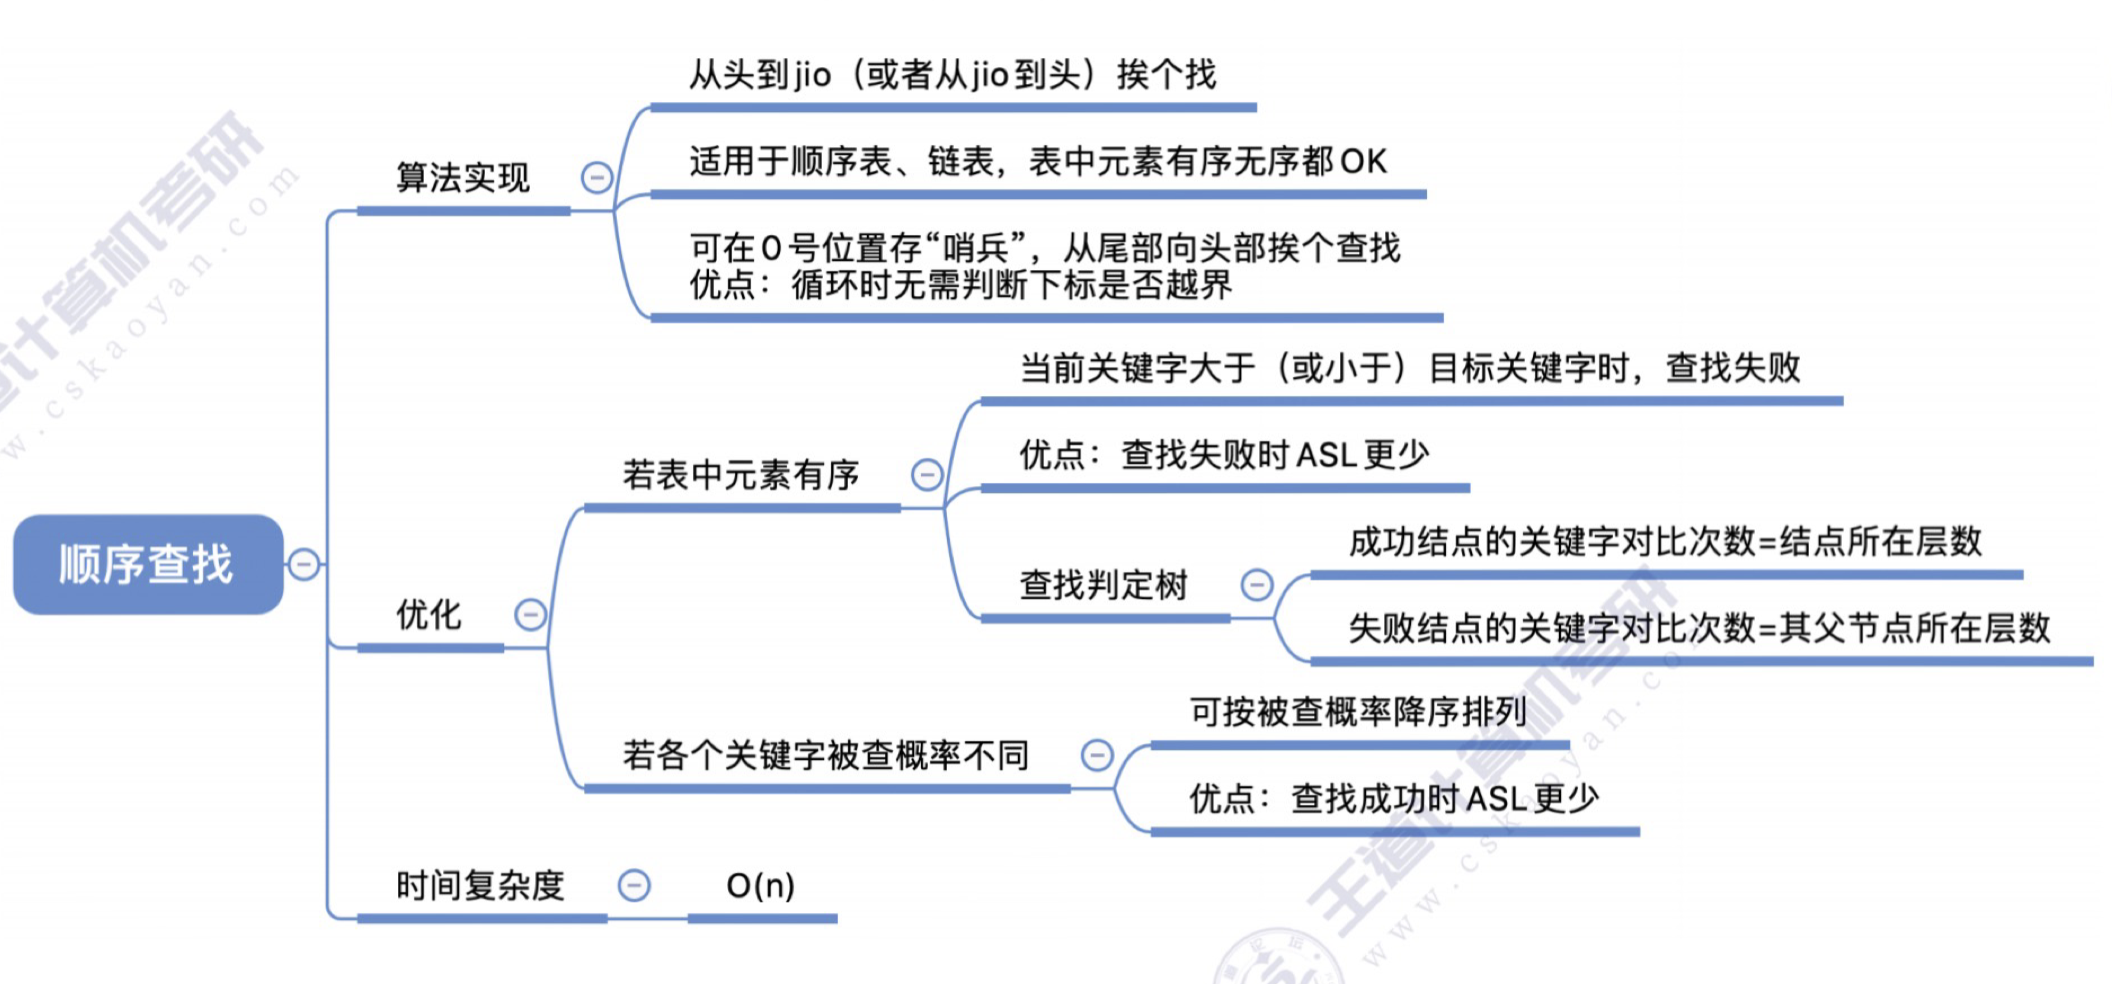 从头到jio（或者从jio到头）挨个找
适用于顺序表、链表，表中元素有序无序都OK
算法实现
可在0号位置存“哨兵”，从尾部向头部挨个查找
优点：循环时无需判断下标是否越界
当前关键字大于（或小于）目标关键字时，查找失败
优点：查找失败时ASL更少
若表中元素有序
成功结点的关键字对比次数=结点所在层数
查找判定树
失败结点的关键字对比次数=其父节点所在层数
顺序查找
优化
可按被查概率降序排列
若各个关键字被查概率不同
优点：查找成功时ASL更少
时间复杂度
O(n)
计算机考研
w.cskaoyan.com
王道计算机考研
www.cskaoyan.com